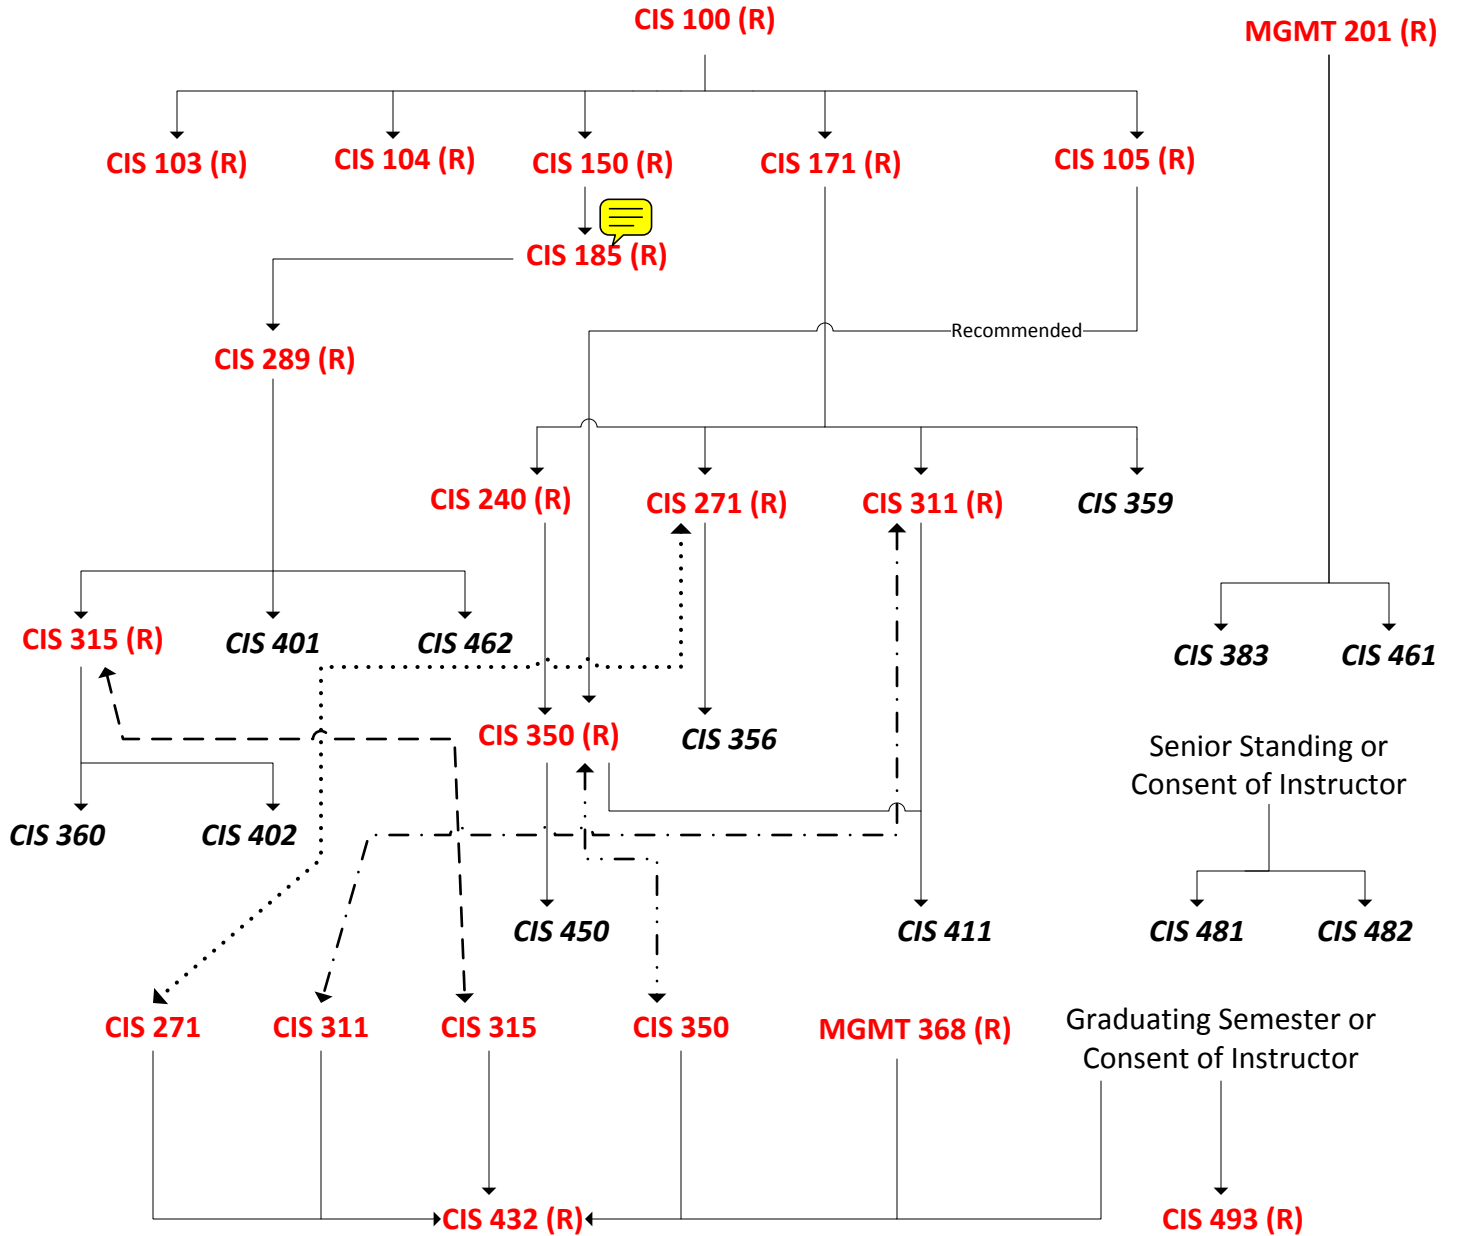 CIS 100 (R)
MGMT 201 (R)
CIS 103 (R)
CIS 104 (R)
CIS 150 (R)
CIS 171 (R)
CIS 105 (R)
CIS 185 (R)
Recommended
CIS 289 (R)
CIS 240 (R)
CIS 271 (R)
CIS 311 (R)
CIS 359
CIS 315 (R)
CIS 401
CIS 462
CIS 383
CIS 461
CIS 350 (R)
CIS 356
Senior Standing or
Consent of Instructor
CIS 360
CIS 402
CIS 450
CIS 411
CIS 481
CIS 482
CIS 271
CIS 311
CIS 315
CIS 350
MGMT 368 (R)
Graduating Semester or
Consent of Instructor
CIS 432 (R)
CIS 493 (R)